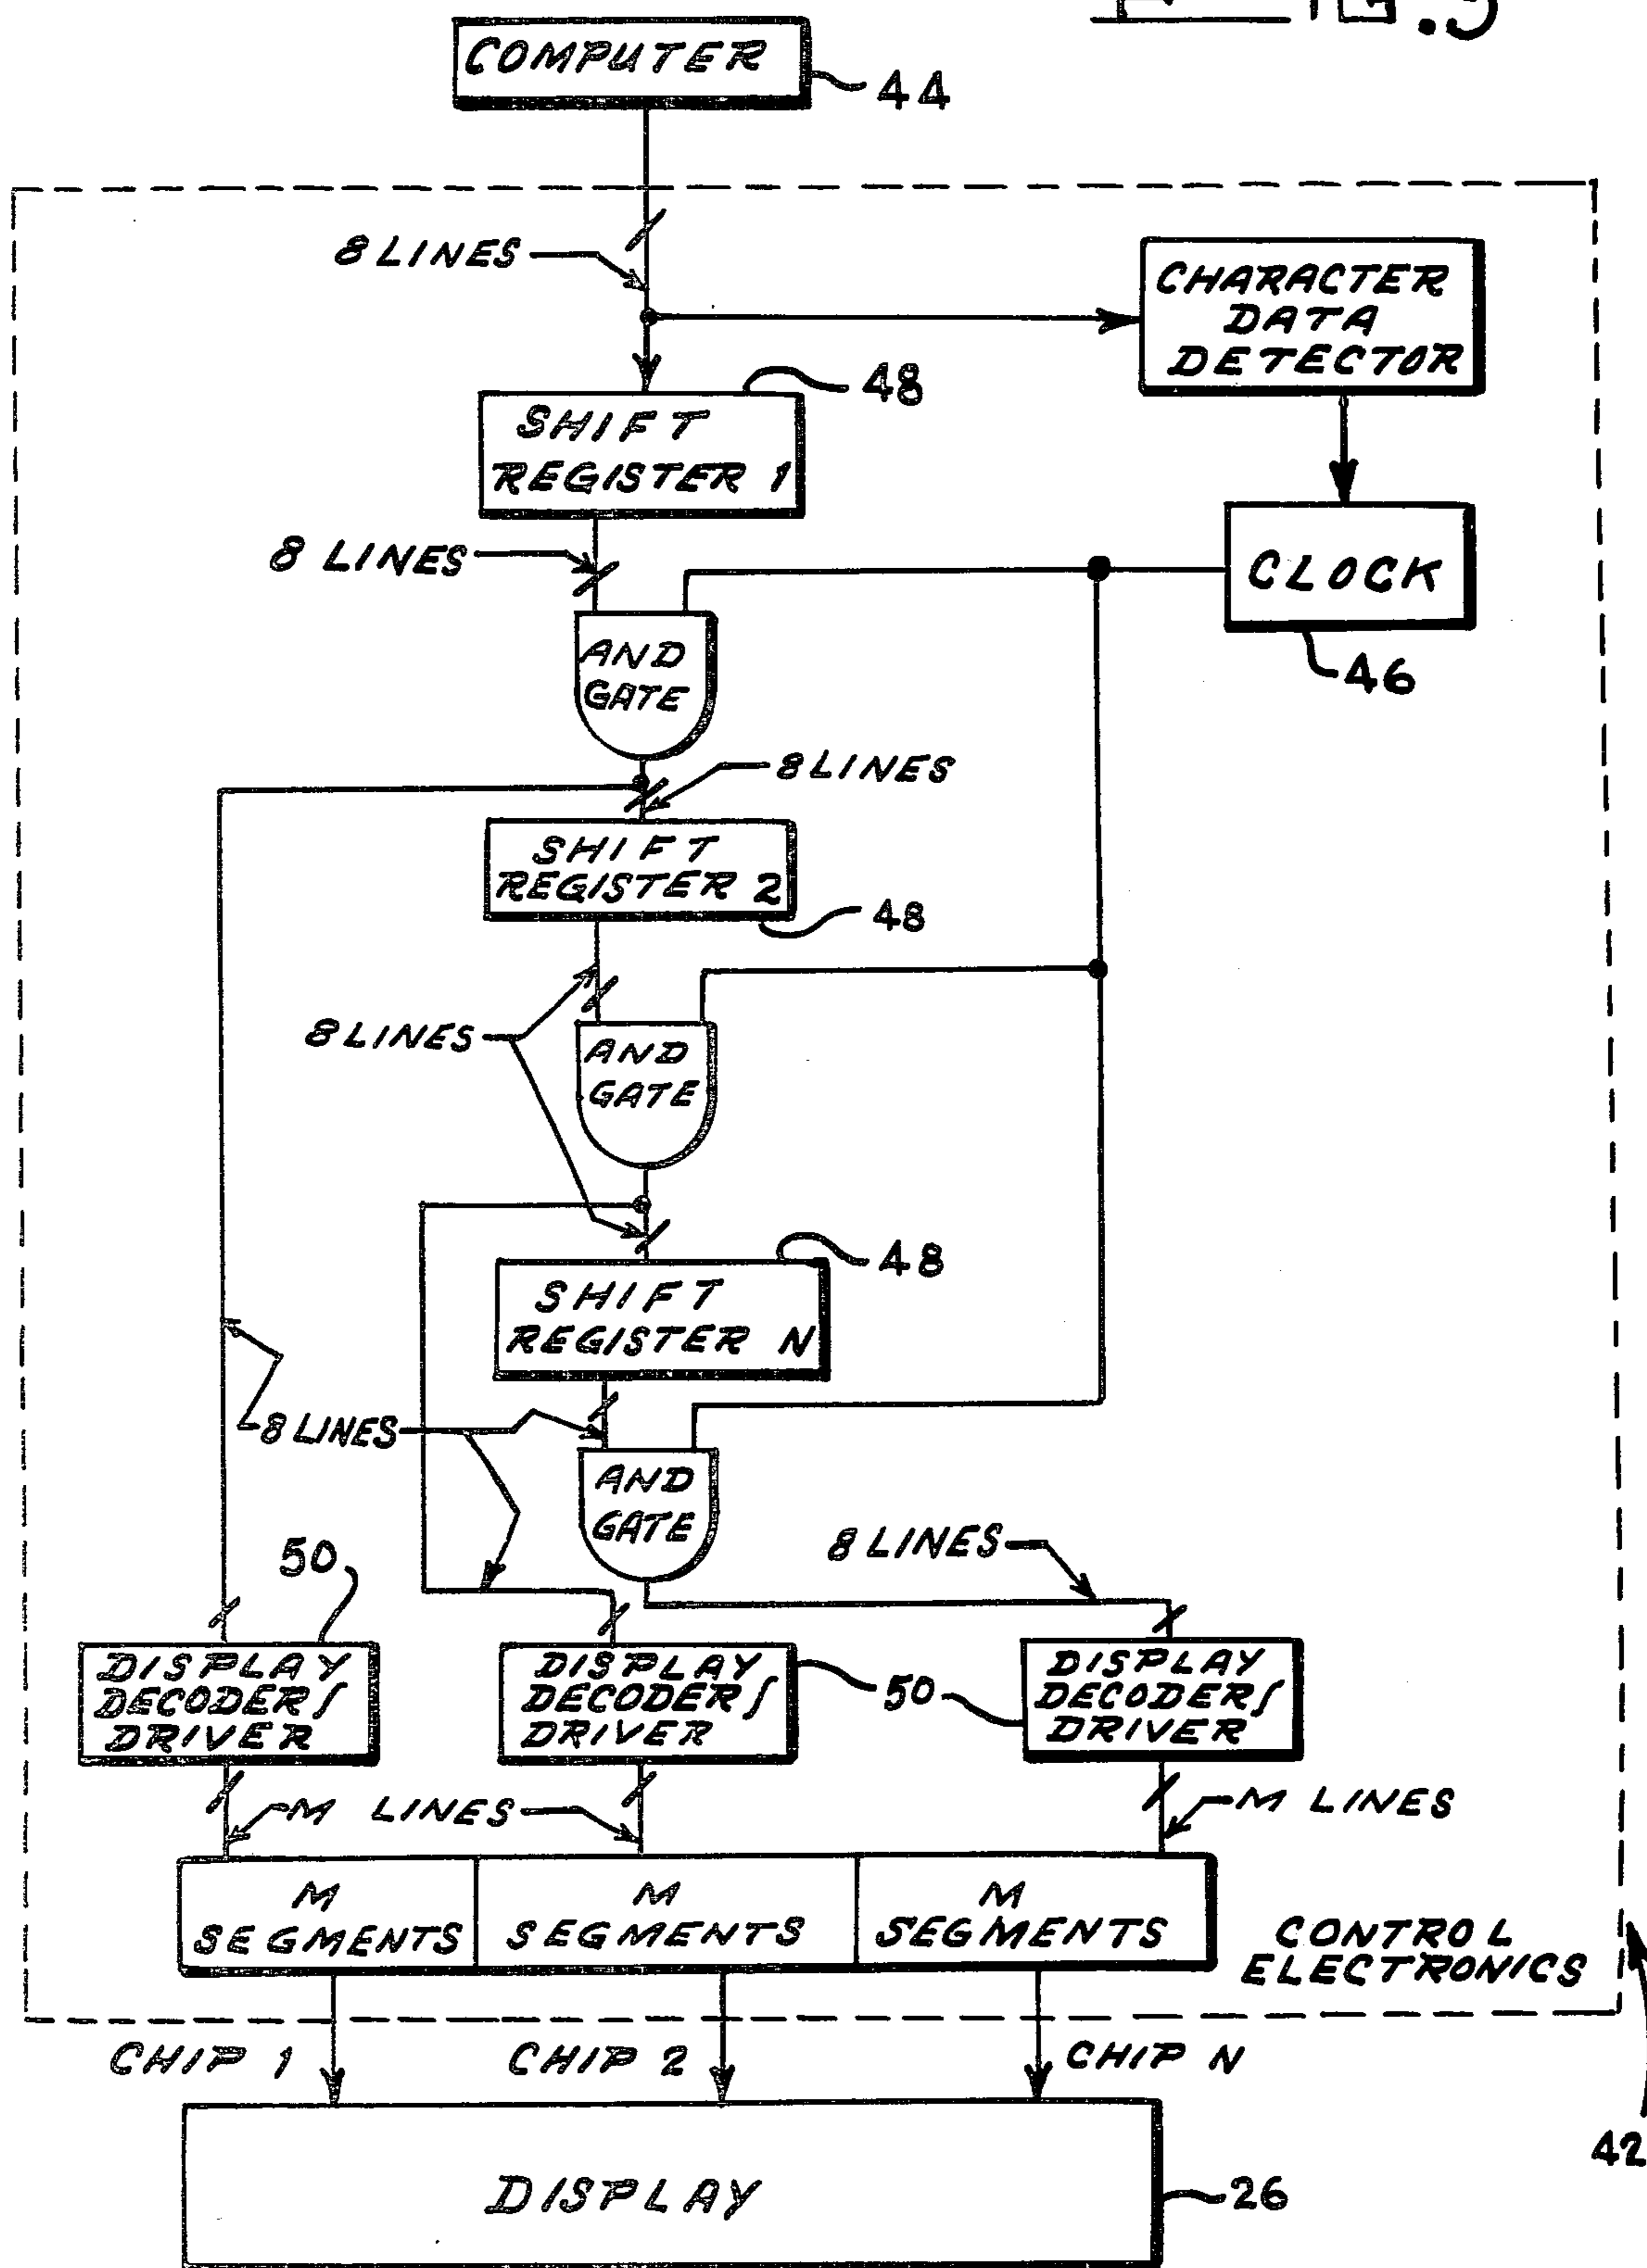 FIG.3
COMPUTER
44
8 LINES
CHARACTER
DATA
DETECTOR
48
SHIFT
REGISTER 1
8 LINES
CLOCK
46
AND
GATE
8 LINES
SHIFT
REGISTER 2
48
8 LINES
AND
GATE
48
SHIFT
REGISTER N
8 LINES
AND
GATE
8 LINES
50
DISPLAY
DECODER/
DRIVER
DISPLAY
DECODER/
DRIVER
50
DISPLAY
DECODER/
DRIVER
M LINES
M LINES
M
SEGMENTS
M
SEGMENTS
M
SEGMENTS
CONTROL
ELECTRONICS
CHIP 1
CHIP 2
CHIP N
42
DISPLAY
26